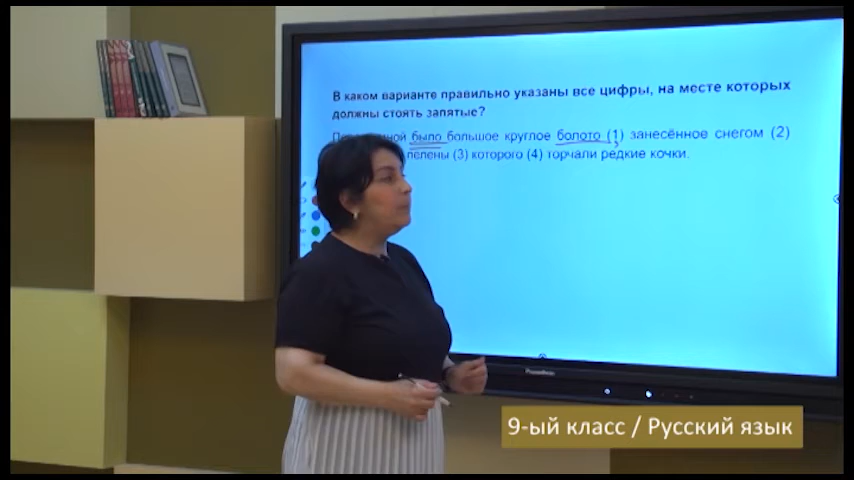 В каком варианте правильно указаны все цифры, на месте которых
должны стоять запятые?
было большое круглое болото (1) занесённое снегом (2)
пелены (3) которого (4) торчали редкие кочки.
Promethean
9-ый класс / Русский язык